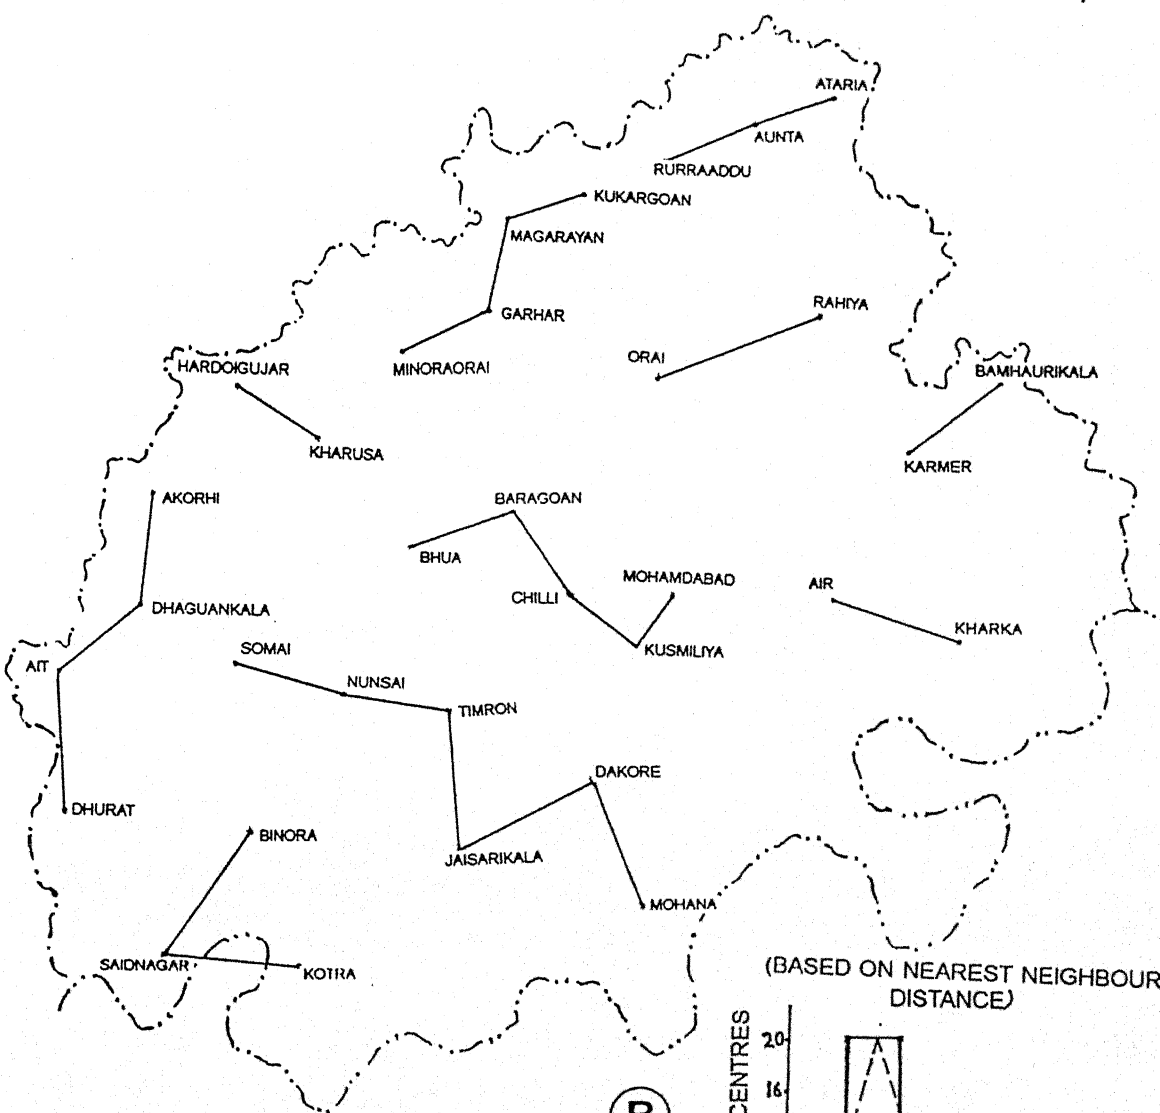 ATARIA
AUNTA
RURRAADDU
KUKARGOAN
MAGARAYAN
RAHIYA
GARHAR
ORAI
MINORAORAI
HARDOIGUJAR
BAMHAURIKALA
KHARUSA
KARMER
AKORHI
BARAGOAN
BHUA
MOHAMDABAD
AIR
CHILLI
DHAGUANKALA
KHARKA
SOMAI
KUSMILIYA
AIT
NUNSAI
TIMRON
DAKORE
DHURAT
BINORA
JAISARIKALA
MOHANA
SAIDNAGAR
KOTRA
(BASED ON NEAREST NEIGHBOUR
DISTANCE)
CENTRES
20
16